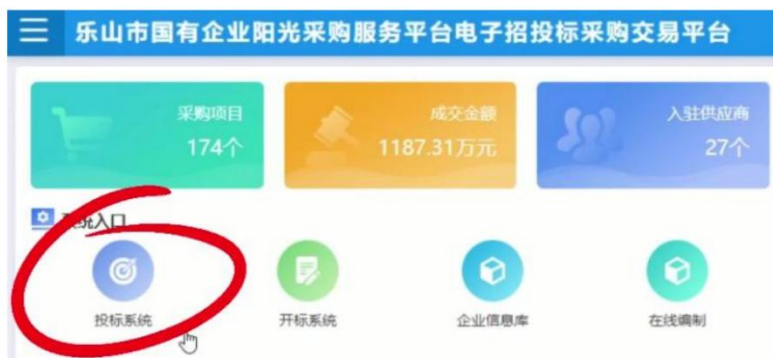 乐山市国有企业阳光采购服务平台电子招投标采购交易平台
采购项目
174个
成交金额
1187.31万元
入驻供应商
27个
系统入口
投标系统
开标系统
企业信息库
在线编制